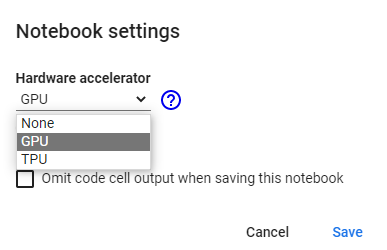 Notebook settings
Hardware accelerator
GPU
?
None
GPU
TPU
Omit code cell output when saving this notebook
Cancel Save